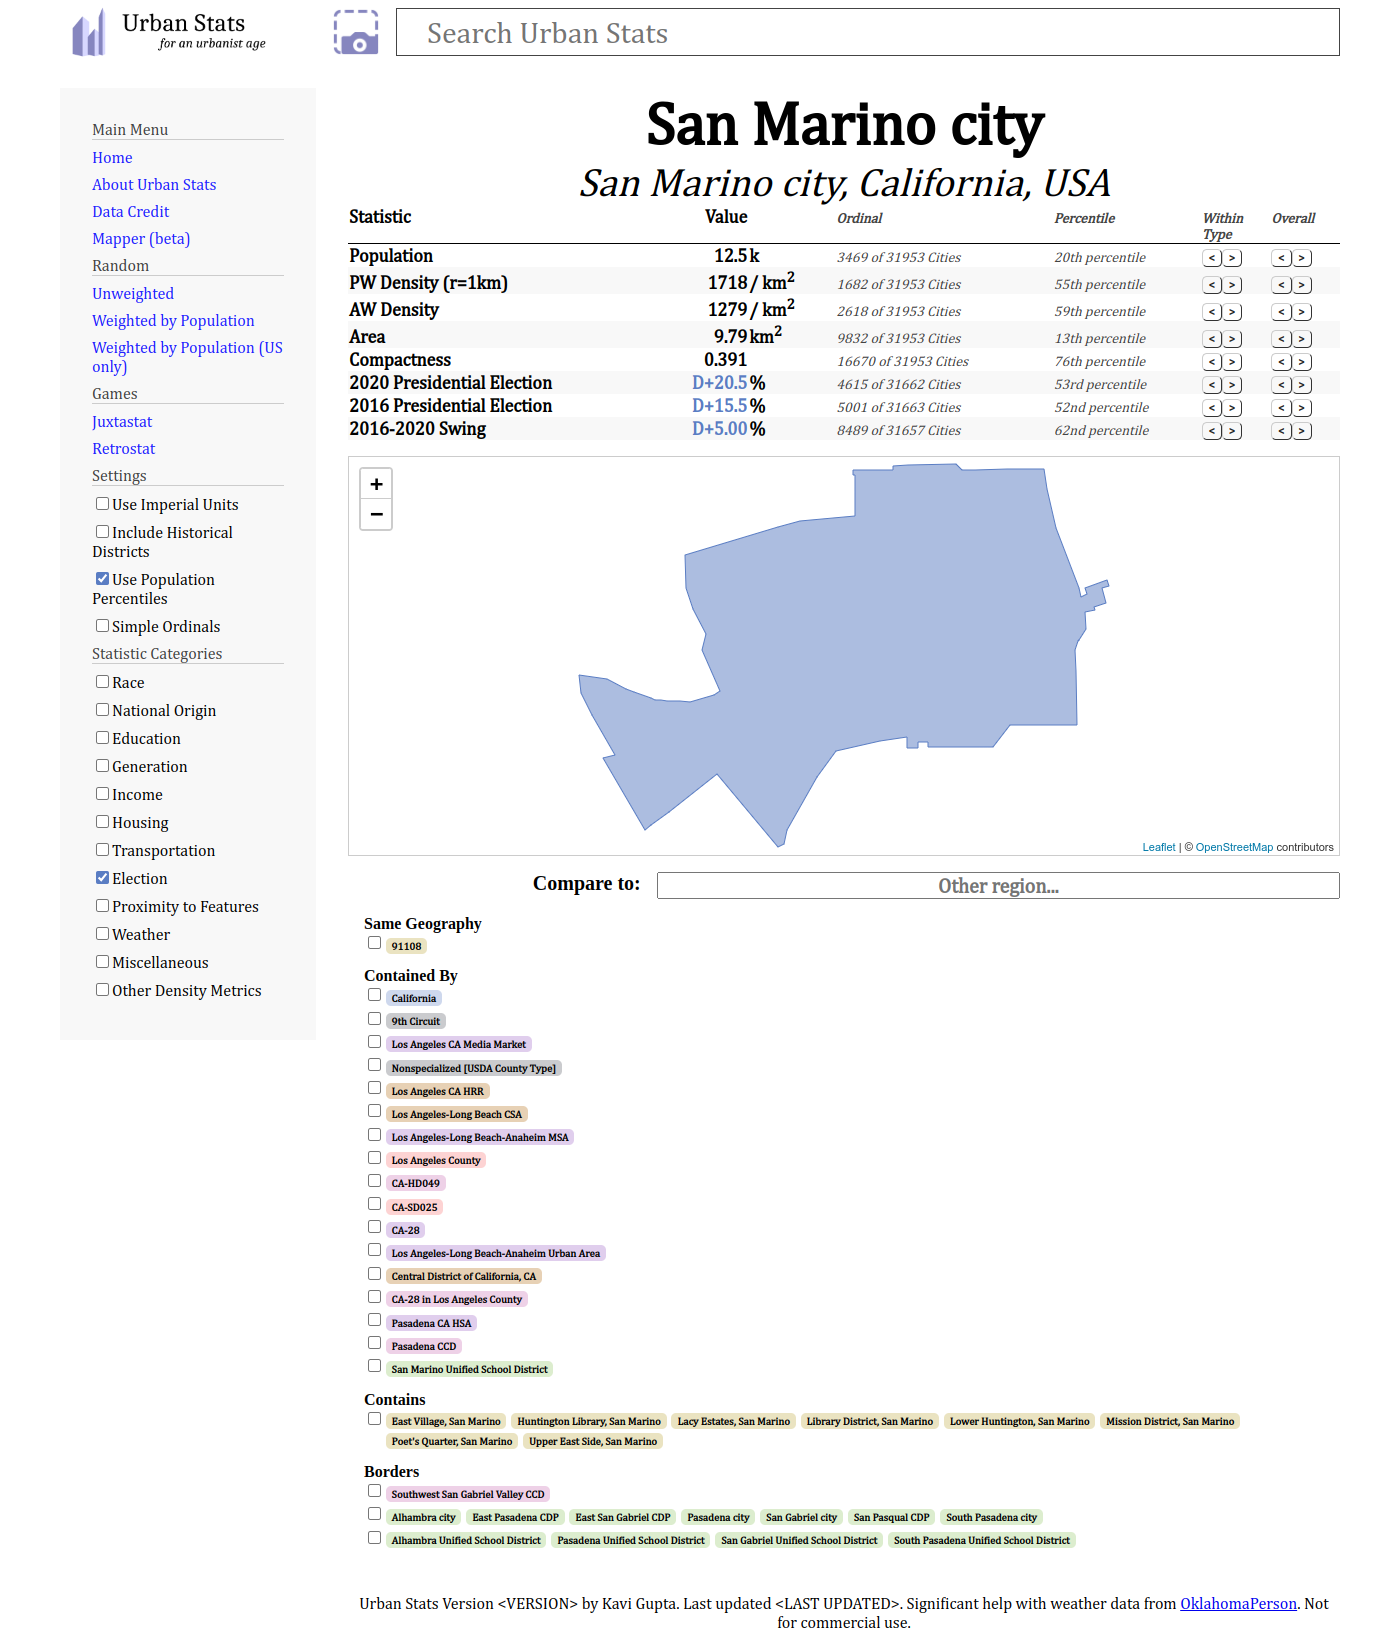 Urban Stats
for an urbanist age
Search Urban Stats
Main Menu
Home
About Urban Stats
Data Credit
Mapper (beta)
Random
Unweighted
Weighted by Population
Weighted by Population (US
only)
Games
Juxtastat
Retrostat
Settings
Use Imperial Units
Include Historical
Districts
Use Population
Percentiles
Simple Ordinals
Statistic Categories
Race
National Origin
Education
Generation
Income
Housing
Transportation
Election
Proximity to Features
Weather
Miscellaneous
Other Density Metrics
San Marino city
San Marino city, California, USA
Statistic Value Ordinal Percentile Within Overall
Type
Population 12.5 k 3469 of 31953 Cities 20th percentile < > < >
PW Density (r=1km) 1718 / km² 1682 of 31953 Cities 55th percentile < > < >
AW Density 1279 / km² 2618 of 31953 Cities 59th percentile < > < >
Area 9.79 km² 9832 of 31953 Cities 13th percentile < > < >
Compactness 0.391 16670 of 31953 Cities 76th percentile < > < >
2020 Presidential Election D+20.5 % 4615 of 31662 Cities 53rd percentile < > < >
2016 Presidential Election D+15.5 % 5001 of 31663 Cities 52nd percentile < > < >
2016-2020 Swing D+5.00 % 8489 of 31657 Cities 62nd percentile < > < >
+
−
Leaflet | © OpenStreetMap contributors
Compare to: Other region...
Same Geography
91108
Contained By
California
9th Circuit
Los Angeles CA Media Market
Nonspecialized [USDA County Type]
Los Angeles CA HRR
Los Angeles-Long Beach CSA
Los Angeles-Long Beach-Anaheim MSA
Los Angeles County
CA-HD049
CA-SD025
CA-28
Los Angeles-Long Beach-Anaheim Urban Area
Central District of California, CA
CA-28 in Los Angeles County
Pasadena CA HSA
Pasadena CCD
San Marino Unified School District
Contains
East Village, San Marino Huntington Library, San Marino Lacy Estates, San Marino Library District, San Marino Lower Huntington, San Marino Mission District, San Marino
Poet's Quarter, San Marino Upper East Side, San Marino
Borders
Southwest San Gabriel Valley CCD
Alhambra city East Pasadena CDP East San Gabriel CDP Pasadena city San Gabriel city San Pasqual CDP South Pasadena city
Alhambra Unified School District Pasadena Unified School District San Gabriel Unified School District South Pasadena Unified School District
Urban Stats Version <VERSION> by Kavi Gupta. Last updated <LAST UPDATED>. Significant help with weather data from OklahomaPerson. Not
for commercial use.